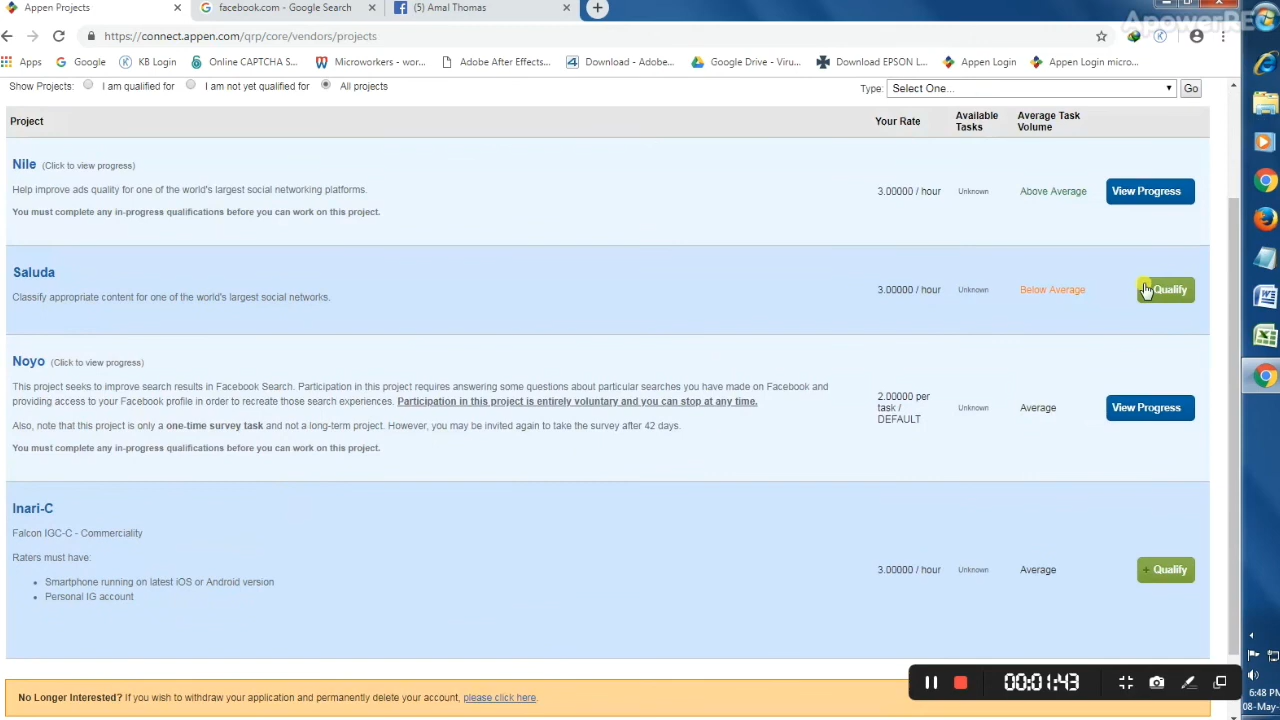 Appen Projects
facebook.com - Google Search
(5) Amal Thomas
ApowerREC
https://connect.appen.com/qrp/core/vendors/projects
Apps
Google
KB Login
Online CAPTCHA S...
Microworkers - wor...
Adobe After Effects...
Download - Adobe...
Google Drive - Viru...
Download EPSON L...
Appen Login
Appen Login micro...
Show Projects: I am qualified for I am not yet qualified for All projects
Type: Select One... Go
Project
Your Rate
Available
Tasks
Average Task
Volume
Nile (Click to view progress)
Help improve ads quality for one of the world's largest social networking platforms.
You must complete any in-progress qualifications before you can work on this project.
3.00000 / hour
Unknown
Above Average
View Progress
Saluda
Classify appropriate content for one of the world's largest social networks.
3.00000 / hour
Unknown
Below Average
Qualify
Noyo (Click to view progress)
This project seeks to improve search results in Facebook Search. Participation in this project requires answering some questions about particular searches you have made on Facebook and
providing access to your Facebook profile in order to recreate those search experiences. Participation in this project is entirely voluntary and you can stop at any time.
Also, note that this project is only a one-time survey task and not a long-term project. However, you may be invited again to take the survey after 42 days.
You must complete any in-progress qualifications before you can work on this project.
2.00000 per
task /
DEFAULT
Unknown
Average
View Progress
Inari-C
Falcon IGC-C - Commerciality
Raters must have:
• Smartphone running on latest iOS or Android version
• Personal IG account
3.00000 / hour
Unknown
Average
+ Qualify
No Longer Interested? If you wish to withdraw your application and permanently delete your account, please click here.
00:01:43
6:48 PM
08-May-